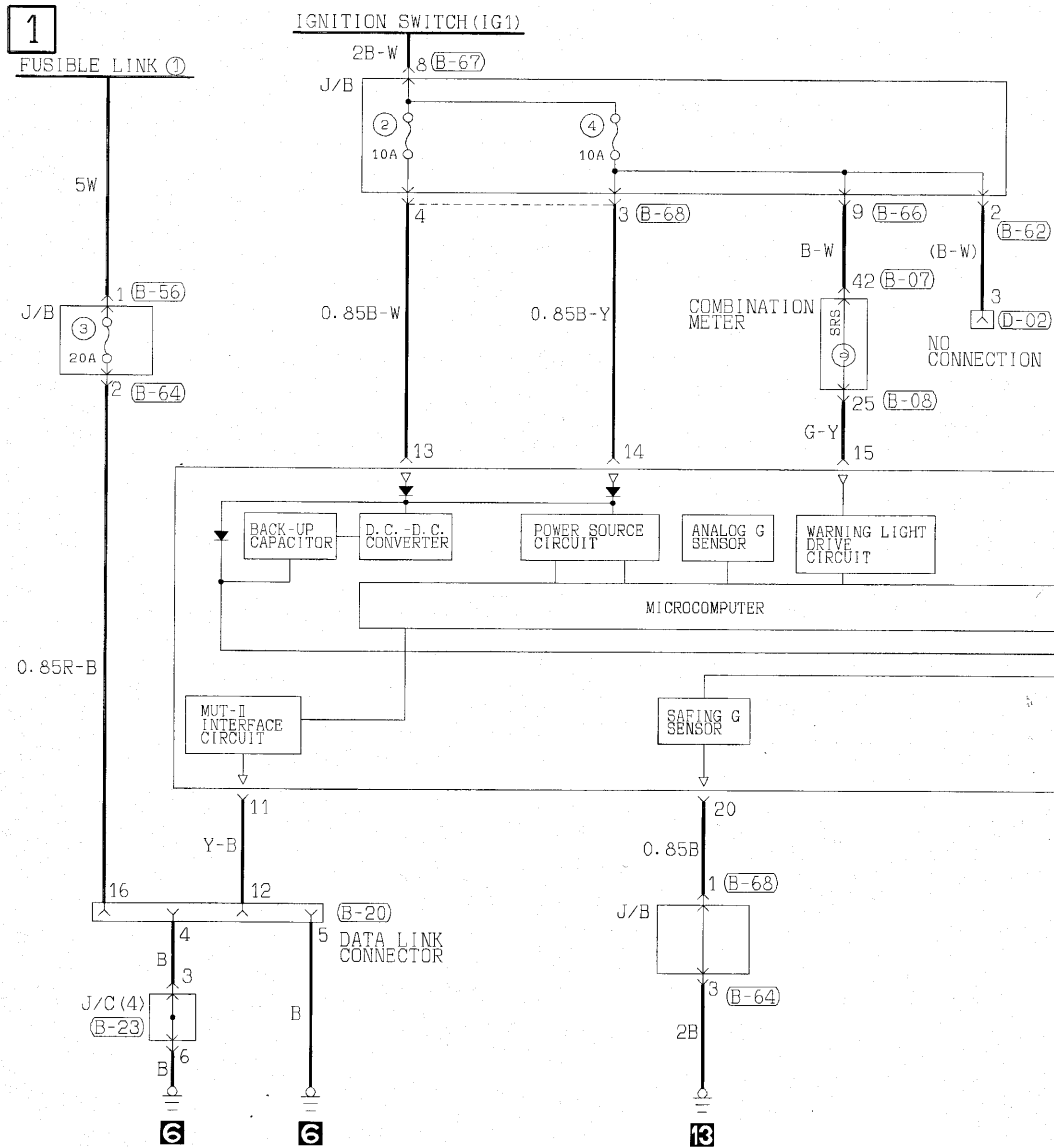 1
IGNITION SWITCH(IG1)
FUSIBLE LINK ①
2B-W
8 (B-67)
J/B
② 10A
④ 10A
5W
4
3 (B-68)
9 (B-66)
2 (B-62)
B-W
(B-W)
1 (B-56)
J/B
③ 20A
2 (B-64)
0.85B-W
0.85B-Y
42 (B-07)
COMBINATION
METER
SRS
3
(D-02)
NO
CONNECTION
25 (B-08)
G-Y
13
14
15
BACK-UP
CAPACITOR
D.C.-D.C.
CONVERTER
POWER SOURCE
CIRCUIT
ANALOG G
SENSOR
WARNING LIGHT
DRIVE
CIRCUIT
MICROCOMPUTER
0.85R-B
MUT-II
INTERFACE
CIRCUIT
SAFING G
SENSOR
11
20
Y-B
0.85B
16
12
1 (B-68)
(B-20)
J/B
4
5
DATA LINK
CONNECTOR
B
3
J/C(4)
(B-23)
B
3 (B-64)
6
B
2B
6
6
13